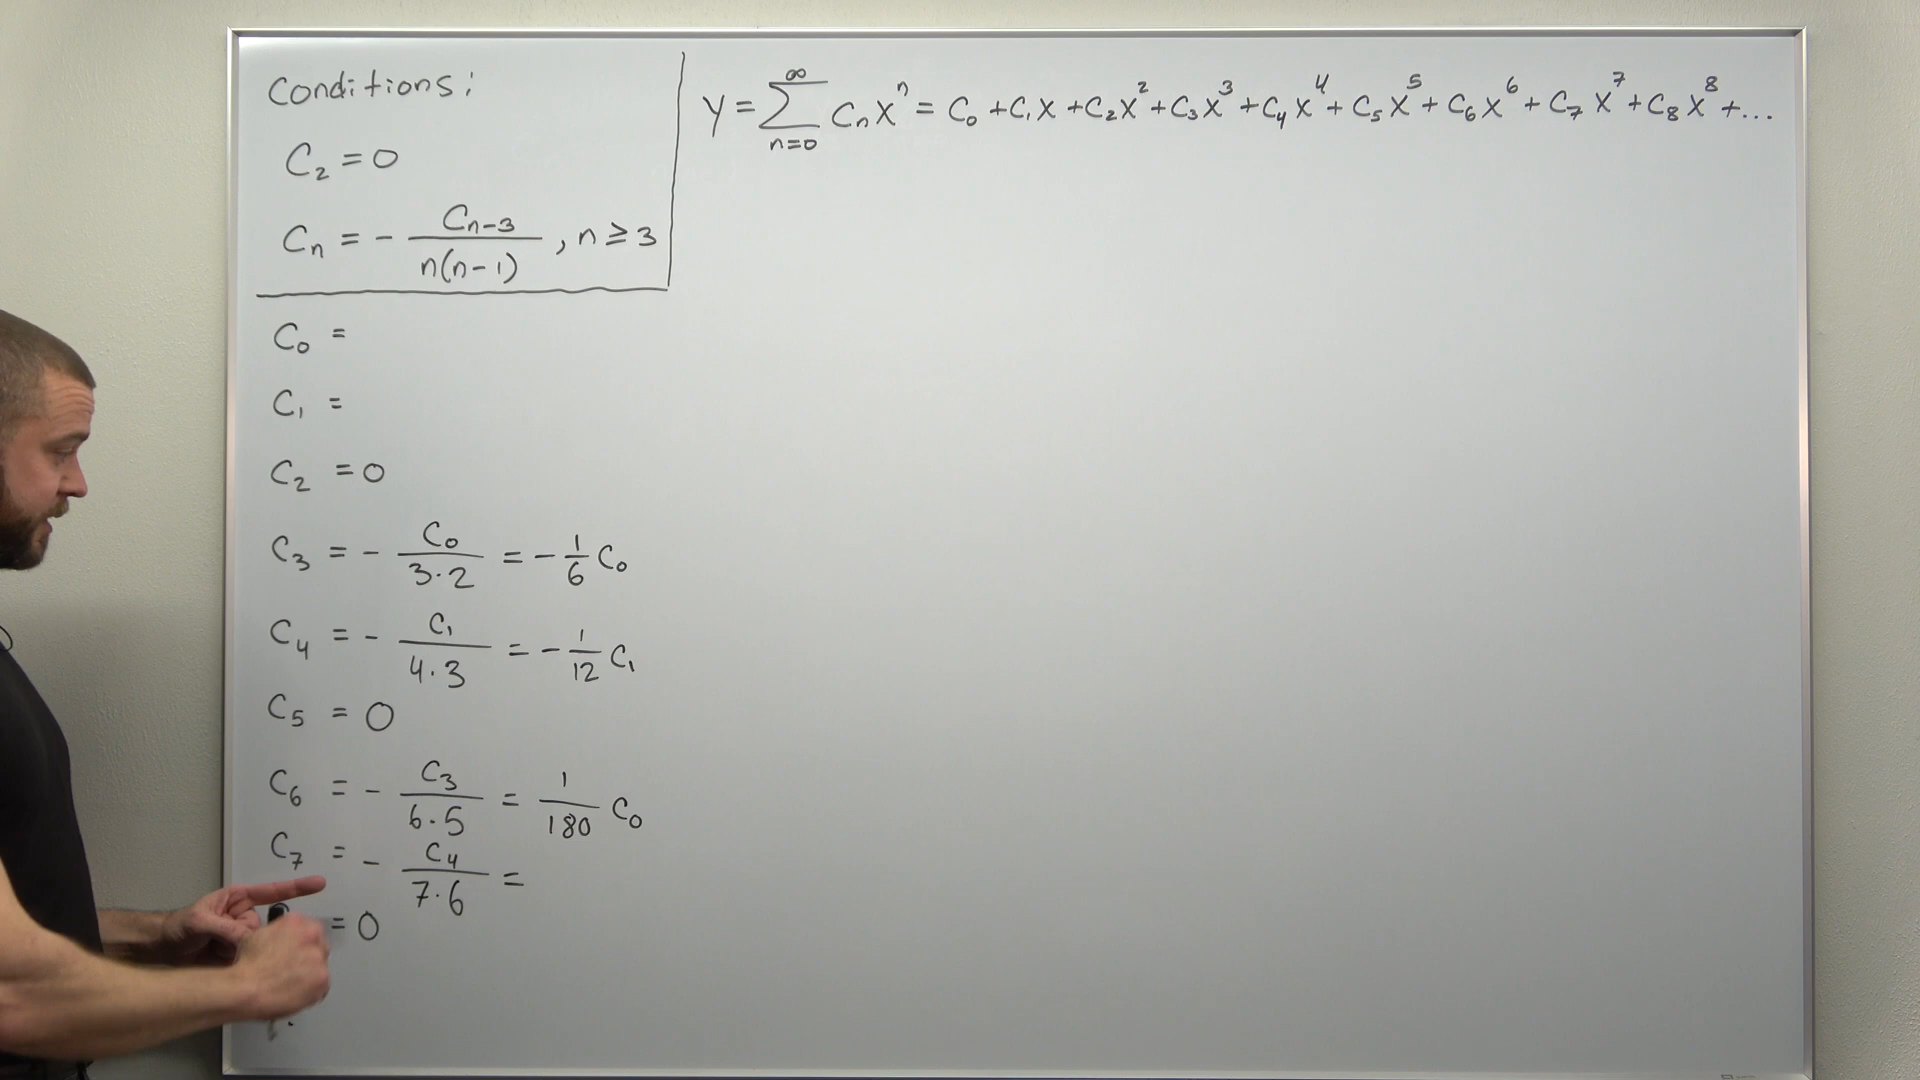 Conditions:
C₂ = 0
Cₙ = - Cₙ₋₃ / n(n-1) , n ≥ 3
y = ∑_{n=0}^{∞} Cₙxⁿ = C₀ + C₁x + C₂x² + C₃x³ + C₄x⁴ + C₅x⁵ + C₆x⁶ + C₇x⁷ + C₈x⁸ + ...
C₀ =
C₁ =
C₂ = 0
C₃ = - C₀ / 3·2 = - 1/6 C₀
C₄ = - C₁ / 4·3 = - 1/12 C₁
C₅ = 0
C₆ = - C₃ / 6·5 = 1/180 C₀
C₇ = - C₄ / 7·6 =
= 0